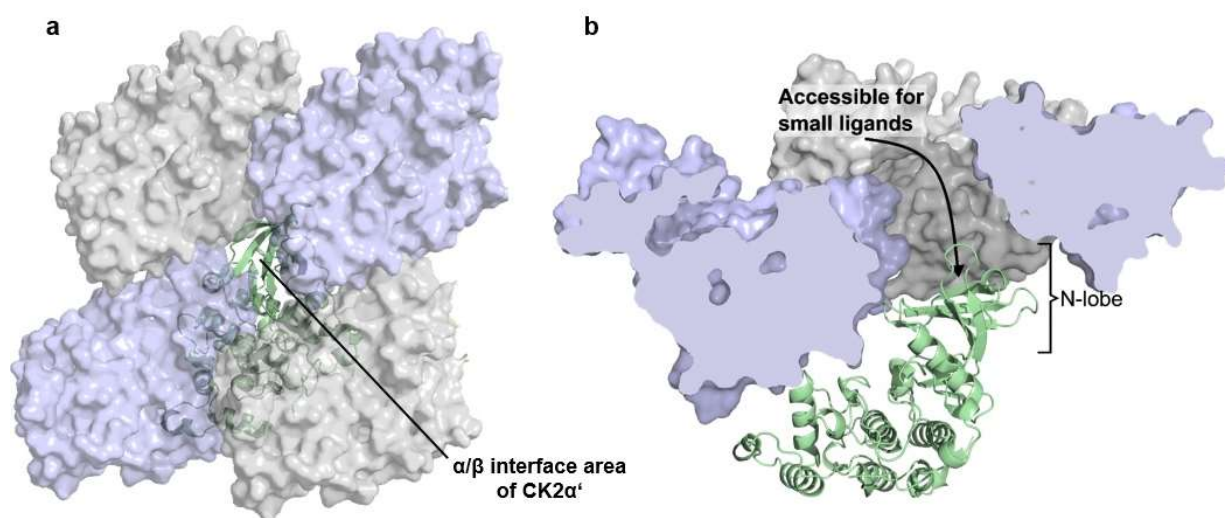 a
b
Accessible for
small ligands
N-lobe
α/β interface area
of CK2α‘